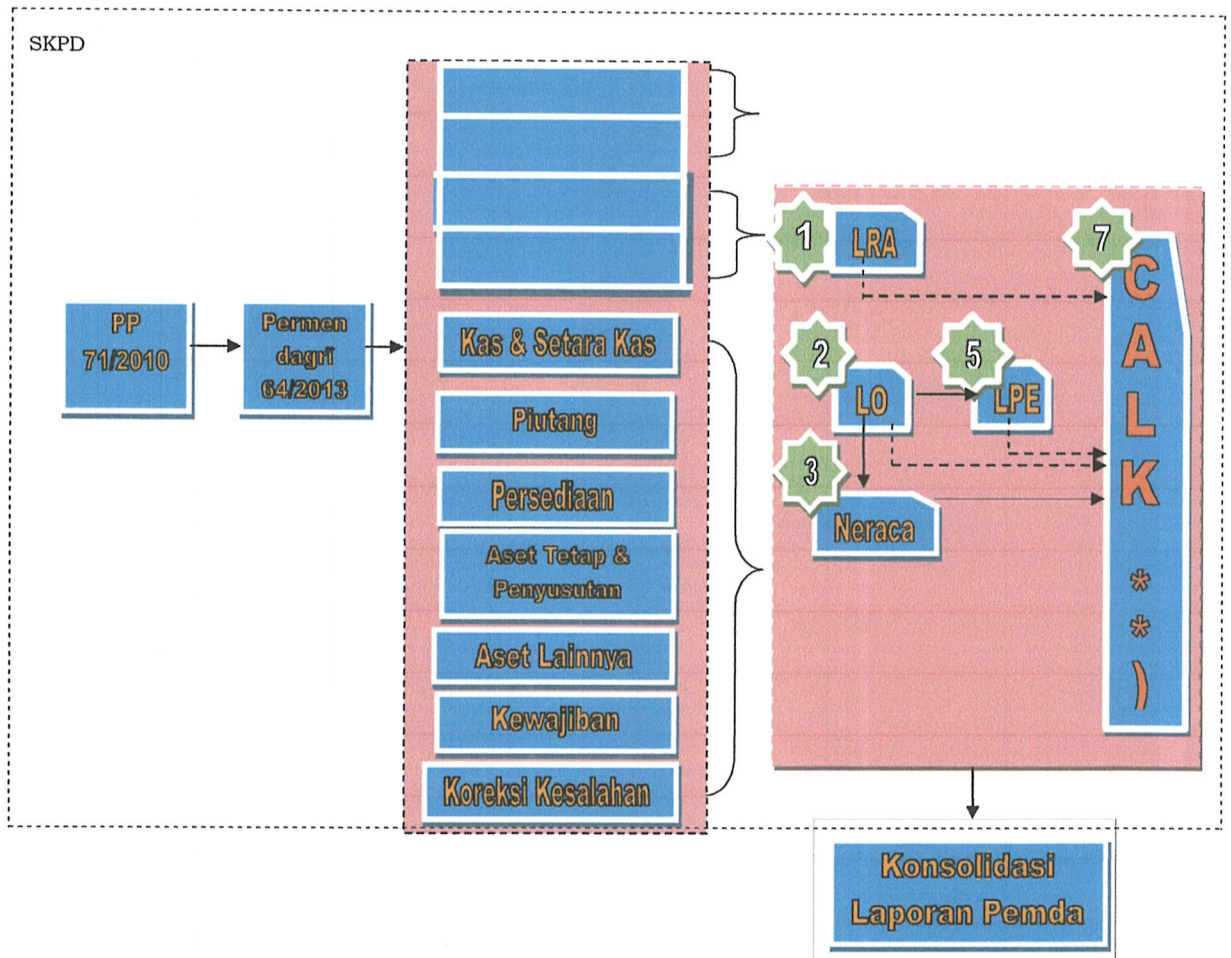 SKPD
PP
71/2010
Permen
dagri
64/2013
Kas & Setara Kas
Piutang
Persediaan
Aset Tetap &
Penyusutan
Aset Lainnya
Kewajiban
Koreksi Kesalahan
1
LRA
2
LO
5
LPE
3
Neraca
7
C
A
L
K
*
*
)
Konsolidasi
Laporan Pemda